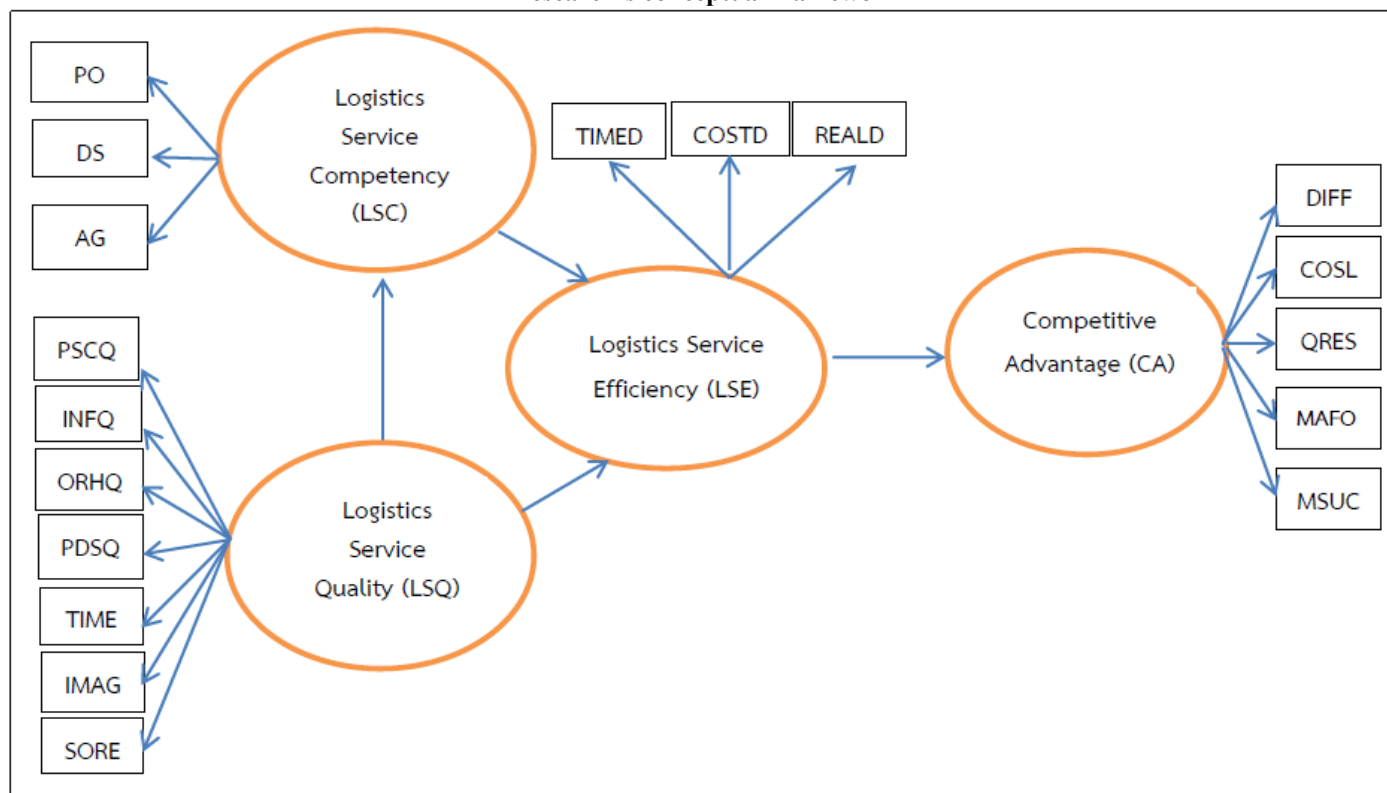 PO
DS
AG
Logistics
Service
Competency
(LSC)
TIMED
COSTD
REALD
DIFF
COSL
QRES
MAFO
MSUC
Competitive
Advantage (CA)
Logistics Service
Efficiency (LSE)
PSCQ
INFQ
ORHQ
PDSQ
TIME
IMAG
SORE
Logistics
Service
Quality (LSQ)